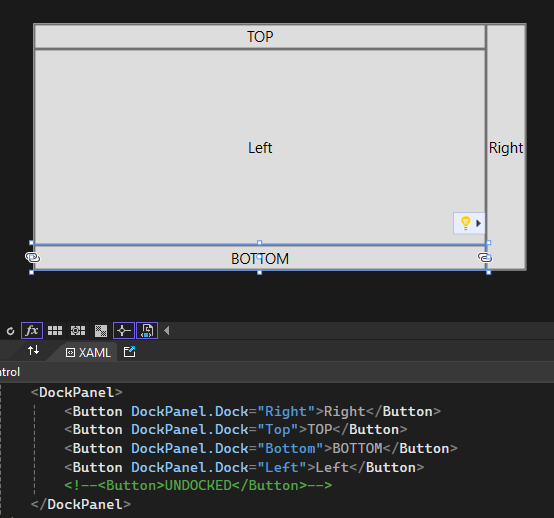 TOP
Left
Right
BOTTOM
fx
XAML
ntrol
<DockPanel>
<Button DockPanel.Dock="Right">Right</Button>
<Button DockPanel.Dock="Top">TOP</Button>
<Button DockPanel.Dock="Bottom">BOTTOM</Button>
<Button DockPanel.Dock="Left">Left</Button>
<!--<Button>UNDOCKED</Button>-->
</DockPanel>